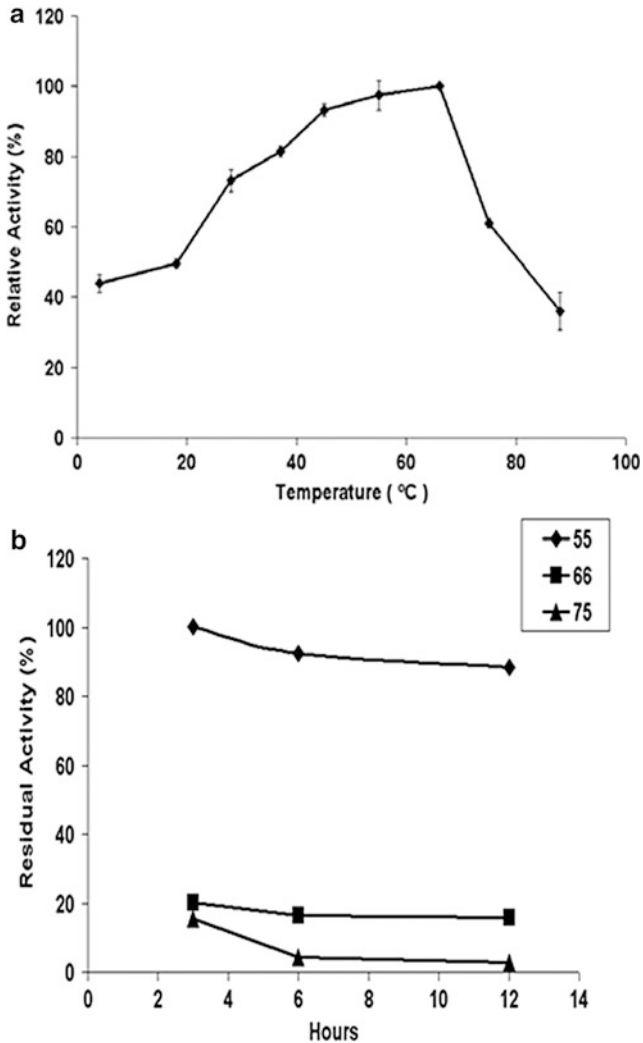 a
Relative Activity (%)
120
100
80
60
40
20
0
0 20 40 60 80 100
Temperature ( °C )
b
55
66
75
Residual Activity (%)
120
100
80
60
40
20
0
0 2 4 6 8 10 12 14
Hours